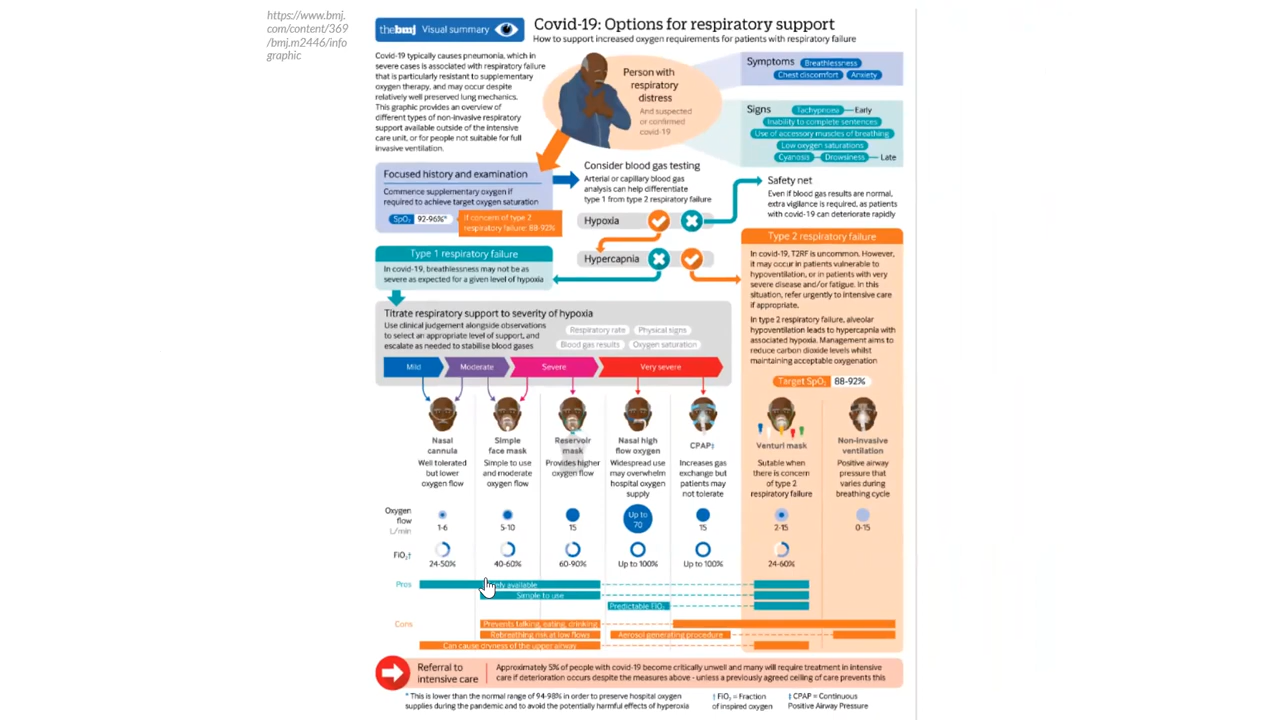 https://www.bmj.
com/content/369
/bmj.m2446/info
graphic
thebmj Visual summary
Covid-19: Options for respiratory support
How to support increased oxygen requirements for patients with respiratory failure
Covid-19 typically causes pneumonia, which in
severe cases is associated with respiratory failure
that is particularly resistant to supplementary
oxygen therapy, and may occur despite
relatively well preserved lung mechanics.
This graphic provides an overview of
different types of non-invasive respiratory
support available outside of the intensive
care unit, or for people not suitable for full
invasive ventilation.
Person with
respiratory
distress
And suspected
or confirmed
covid-19
Symptoms Breathlessness
Chest discomfort Anxiety
Signs Tachypnoea Early
Inability to complete sentences
Use of accessory muscles of breathing
Low oxygen saturations
Cyanosis Drowsiness Late
Focused history and examination
Commence supplementary oxygen if
required to achieve target oxygen saturation
SpO₂ 92-96%*
If concern of type 2
respiratory failure: 88-92%
Consider blood gas testing
Arterial or capillary blood gas
analysis can help differentiate
type 1 from type 2 respiratory failure
Hypoxia
Hypercapnia
Safety net
Even if blood gas results are normal,
extra vigilance is required, as patients
with covid-19 can deteriorate rapidly
Type 1 respiratory failure
In covid-19, breathlessness may not be as
severe as expected for a given level of hypoxia
Type 2 respiratory failure
In covid-19, T2RF is uncommon. However,
it may occur in patients vulnerable to
hypoventilation, or in patients with very
severe disease and/or fatigue. In this
situation, refer urgently to intensive care
if appropriate.
In type 2 respiratory failure, alveolar
hypoventilation leads to hypercapnia with
associated hypoxia. Management aims to
reduce carbon dioxide levels whilst
maintaining acceptable oxygenation
Target SpO₂ 88-92%
Titrate respiratory support to severity of hypoxia
Use clinical judgement alongside observations
to select an appropriate level of support, and
escalate as needed to stabilise blood gases
Respiratory rate Physical signs
Blood gas results Oxygen saturation
Mild Moderate Severe Very severe
Nasal
cannula
Well tolerated
but lower
oxygen flow
Simple
face mask
Simple to use
and moderate
oxygen flow
Reservoir
mask
Provides higher
oxygen flow
Nasal high
flow oxygen
Widespread use
may overwhelm
hospital oxygen
supply
CPAP‡
Increases gas
exchange but
patients may
not tolerate
Venturi mask
Suitable when
there is concern
of type 2
respiratory failure
Non-invasive
ventilation
Positive airway
pressure that
varies during
breathing cycle
Oxygen
flow
L/min
1-6 5-10 15 Up to
70 15 2-15 0-15
FiO₂†
24-50% 40-60% 60-90% Up to 100% Up to 100% 24-60%
Pros
available
Simple to use
Predictable FiO₂
Cons
Prevents talking, eating, drinking
Rebreathing risk at low flows Aerosol generating procedure
Can cause dryness of the upper airway
Referral to
intensive care
Approximately 5% of people with covid-19 become critically unwell and many will require treatment in intensive
care if deterioration occurs despite the measures above - unless a previously agreed ceiling of care prevents this
* This is lower than the normal range of 94-98% in order to preserve hospital oxygen
supplies during the pandemic and to avoid the potentially harmful effects of hyperoxia
† FiO₂ = Fraction
of inspired oxygen
‡ CPAP = Continuous
Positive Airway Pressure